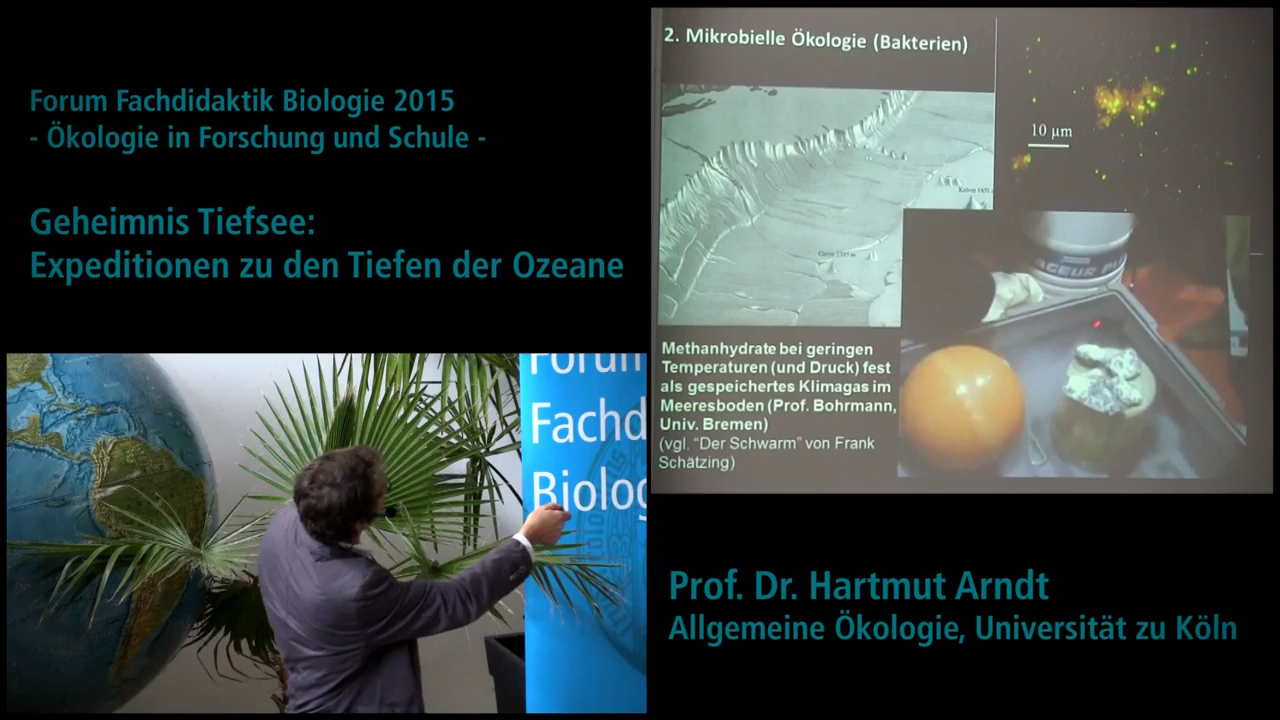 Forum Fachdidaktik Biologie 2015
- Ökologie in Forschung und Schule -
Geheimnis Tiefsee:
Expeditionen zu den Tiefen der Ozeane
2. Mikrobielle Ökologie (Bakterien)
10 µm
Methanhydrate bei geringen
Temperaturen (und Druck) fest
als gespeichertes Klimagas im
Meeresboden (Prof. Bohrmann,
Univ. Bremen)
(vgl. “Der Schwarm” von Frank
Schätzing)
Forum
Fachd
Biolog
Prof. Dr. Hartmut Arndt
Allgemeine Ökologie, Universität zu Köln